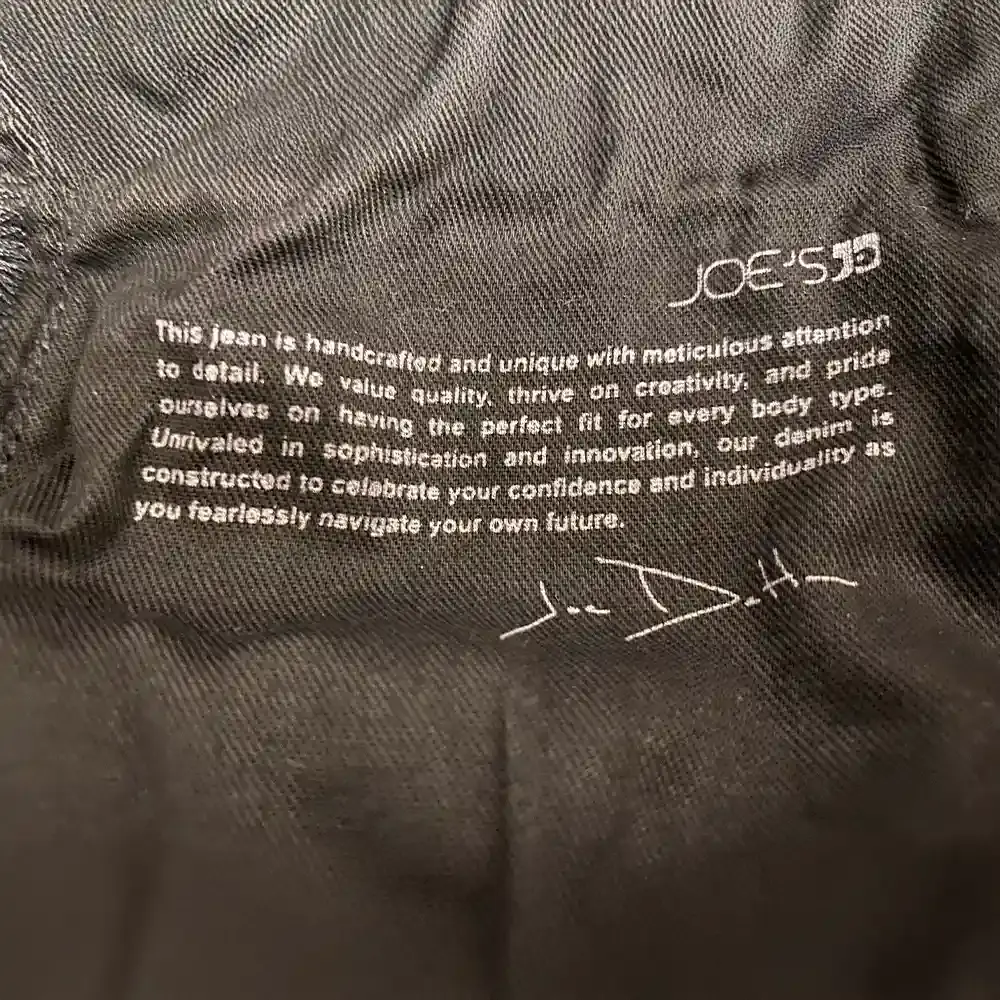 JOE'S
This jean is handcrafted and unique with meticulous attention
to detail. We value quality, thrive on creativity, and pride
ourselves on having the perfect fit for every body type.
Unrivaled in sophistication and innovation, our denim is
constructed to celebrate your confidence and individuality as
you fearlessly navigate your own future.
Joe